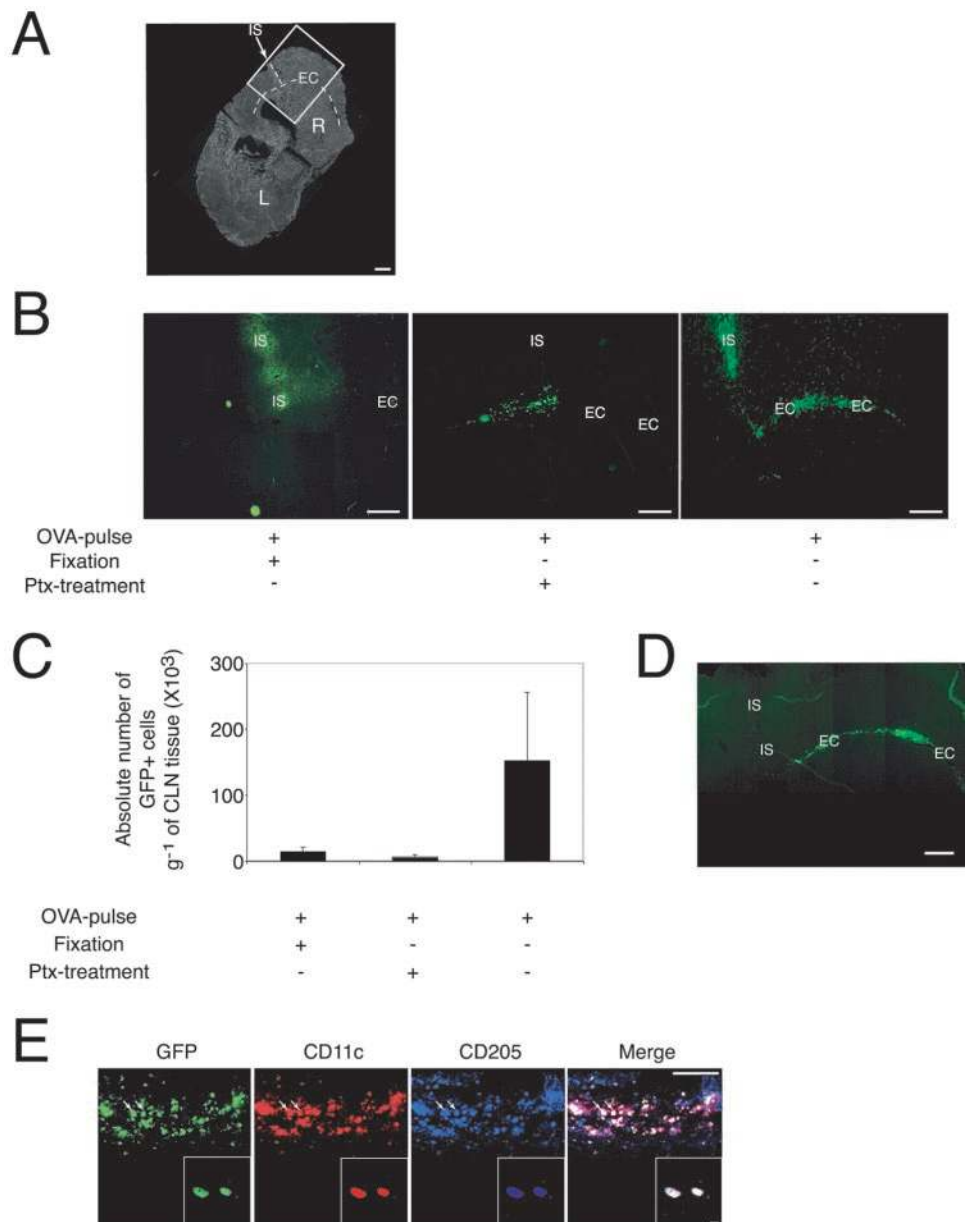 A
IS
EC
R
L
B
IS
IS
EC
IS
EC
EC
IS
EC
EC
OVA-pulse + + +
Fixation + - -
Ptx-treatment - + -
C
Absolute number of
GFP+ cells
g⁻¹ of CLN tissue (X10³)
300
200
100
0
OVA-pulse + + +
Fixation + - -
Ptx-treatment - + -
D
IS
IS
EC
EC
E
GFP CD11c CD205 Merge